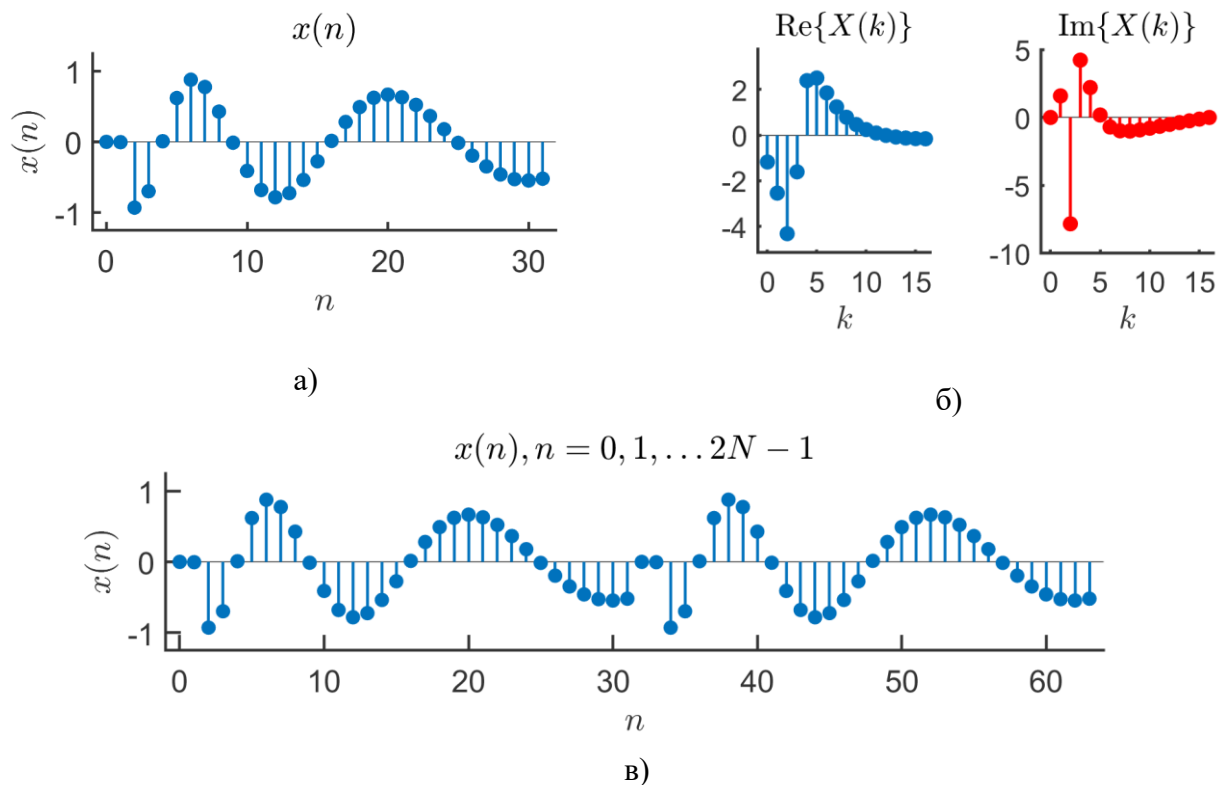 x(n)
x(n)
1
0
-1
0 10 20 30
n
а)
Re{X(k)}
2
0
-2
-4
0 5 10 15
k
Im{X(k)}
5
0
-5
-10
0 5 10 15
k
б)
x(n), n = 0, 1, . . . 2N − 1
x(n)
1
0
-1
0 10 20 30 40 50 60
n
в)